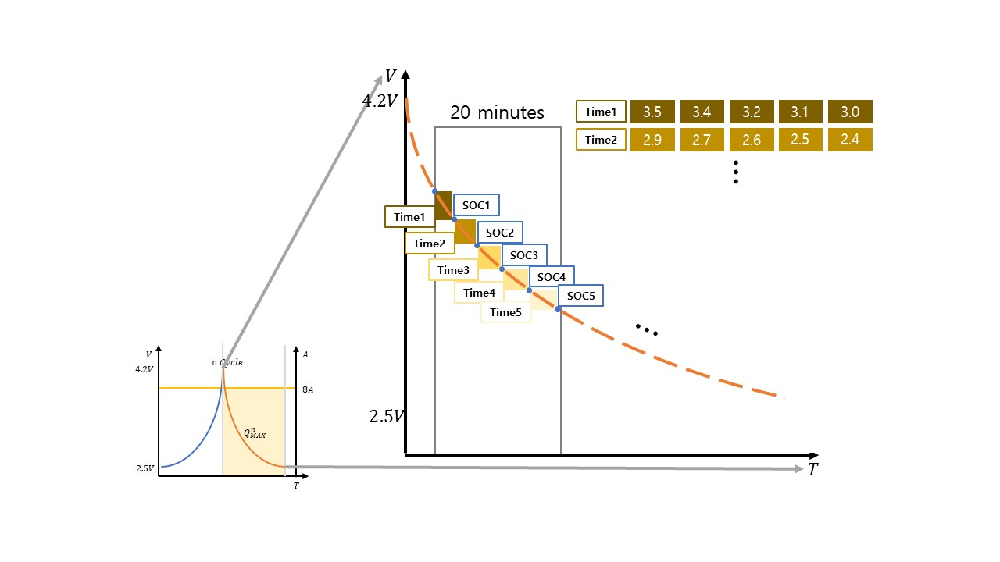 V
4.2V
20 minutes
Time1 3.5 3.4 3.2 3.1 3.0
Time2 2.9 2.7 2.6 2.5 2.4
Time1 SOC1
Time2 SOC2
Time3 SOC3
Time4 SOC4
Time5 SOC5
2.5V
T
V
4.2V
n Cycle
A
8A
Q^n_MAX
2.5V
T